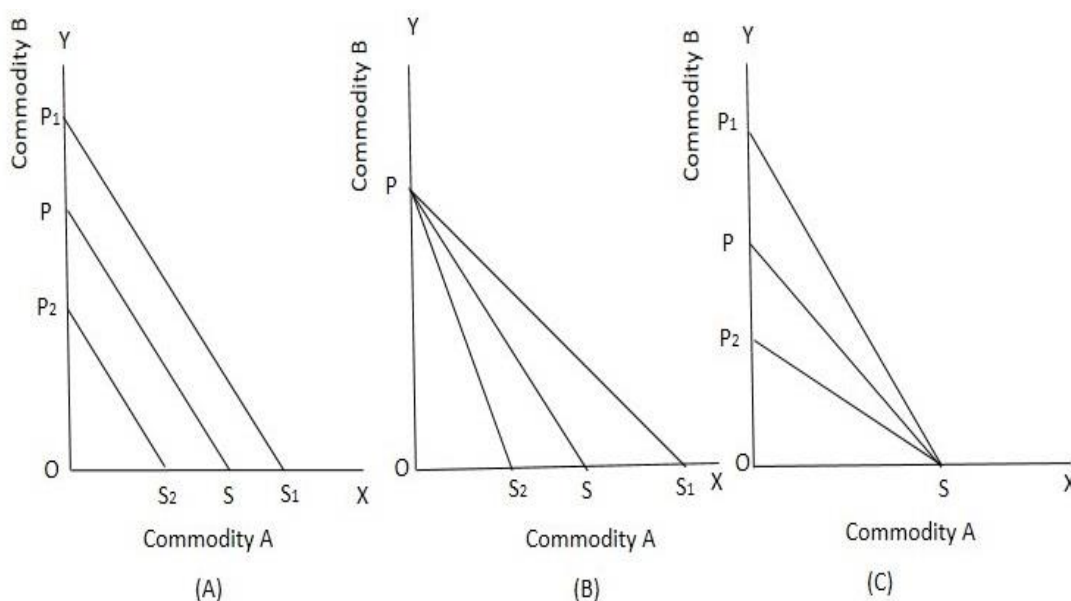 Commodity B
Y
P1
P
P2
O
S2
S
S1
X
Commodity A
(A)
Commodity B
Y
P
O
S2
S
S1
X
Commodity A
(B)
Commodity B
Y
P1
P
P2
O
S
X
Commodity A
(C)